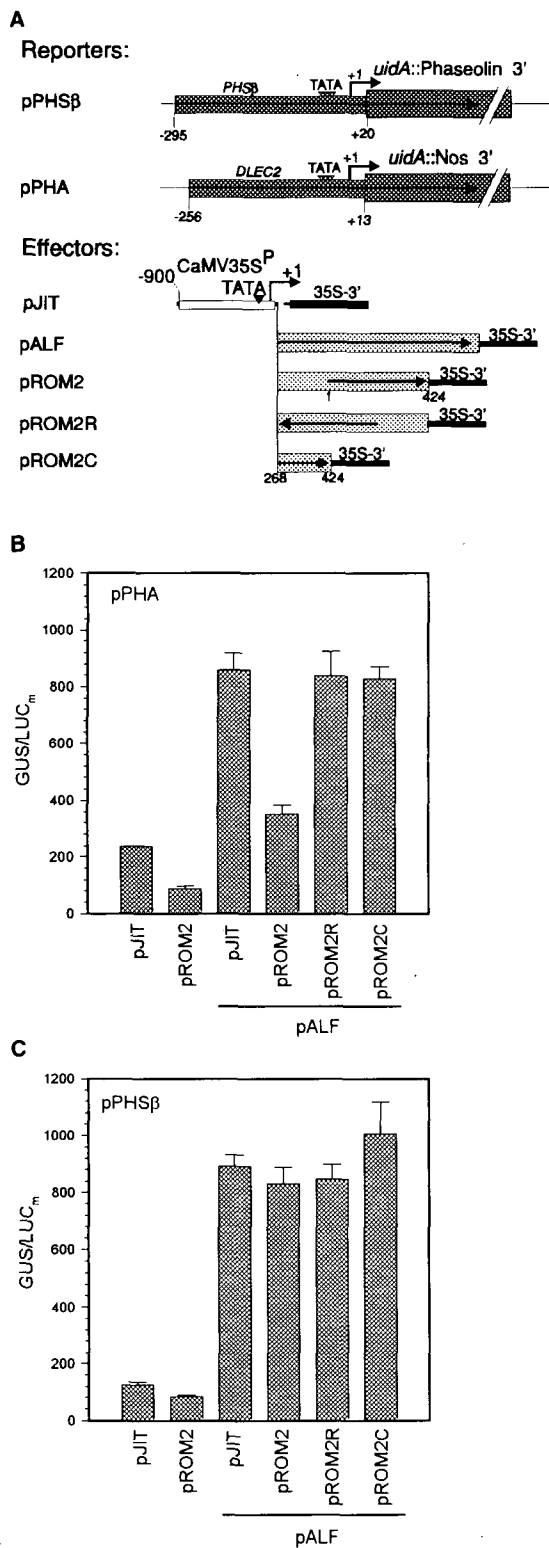 A
Reporters:
pPHSβ
PHSβ
TATA
+1
uidA::Phaseolin 3'
-295
+20
pPHA
DLEC2
TATA
+1
uidA::Nos 3'
-256
+13
Effectors:
-900
CaMV35SP
TATA
+1
pJIT
35S-3'
pALF
35S-3'
pROM2
35S-3'
1
424
pROM2R
35S-3'
pROM2C
35S-3'
268
424
B
1200
1000
800
600
400
200
0
GUS/LUCm
pPHA
pJIT
pROM2
pJIT
pROM2
pROM2R
pROM2C
pALF
C
1200
1000
800
600
400
200
0
GUS/LUCm
pPHSβ
pJIT
pROM2
pJIT
pROM2
pROM2R
pROM2C
pALF